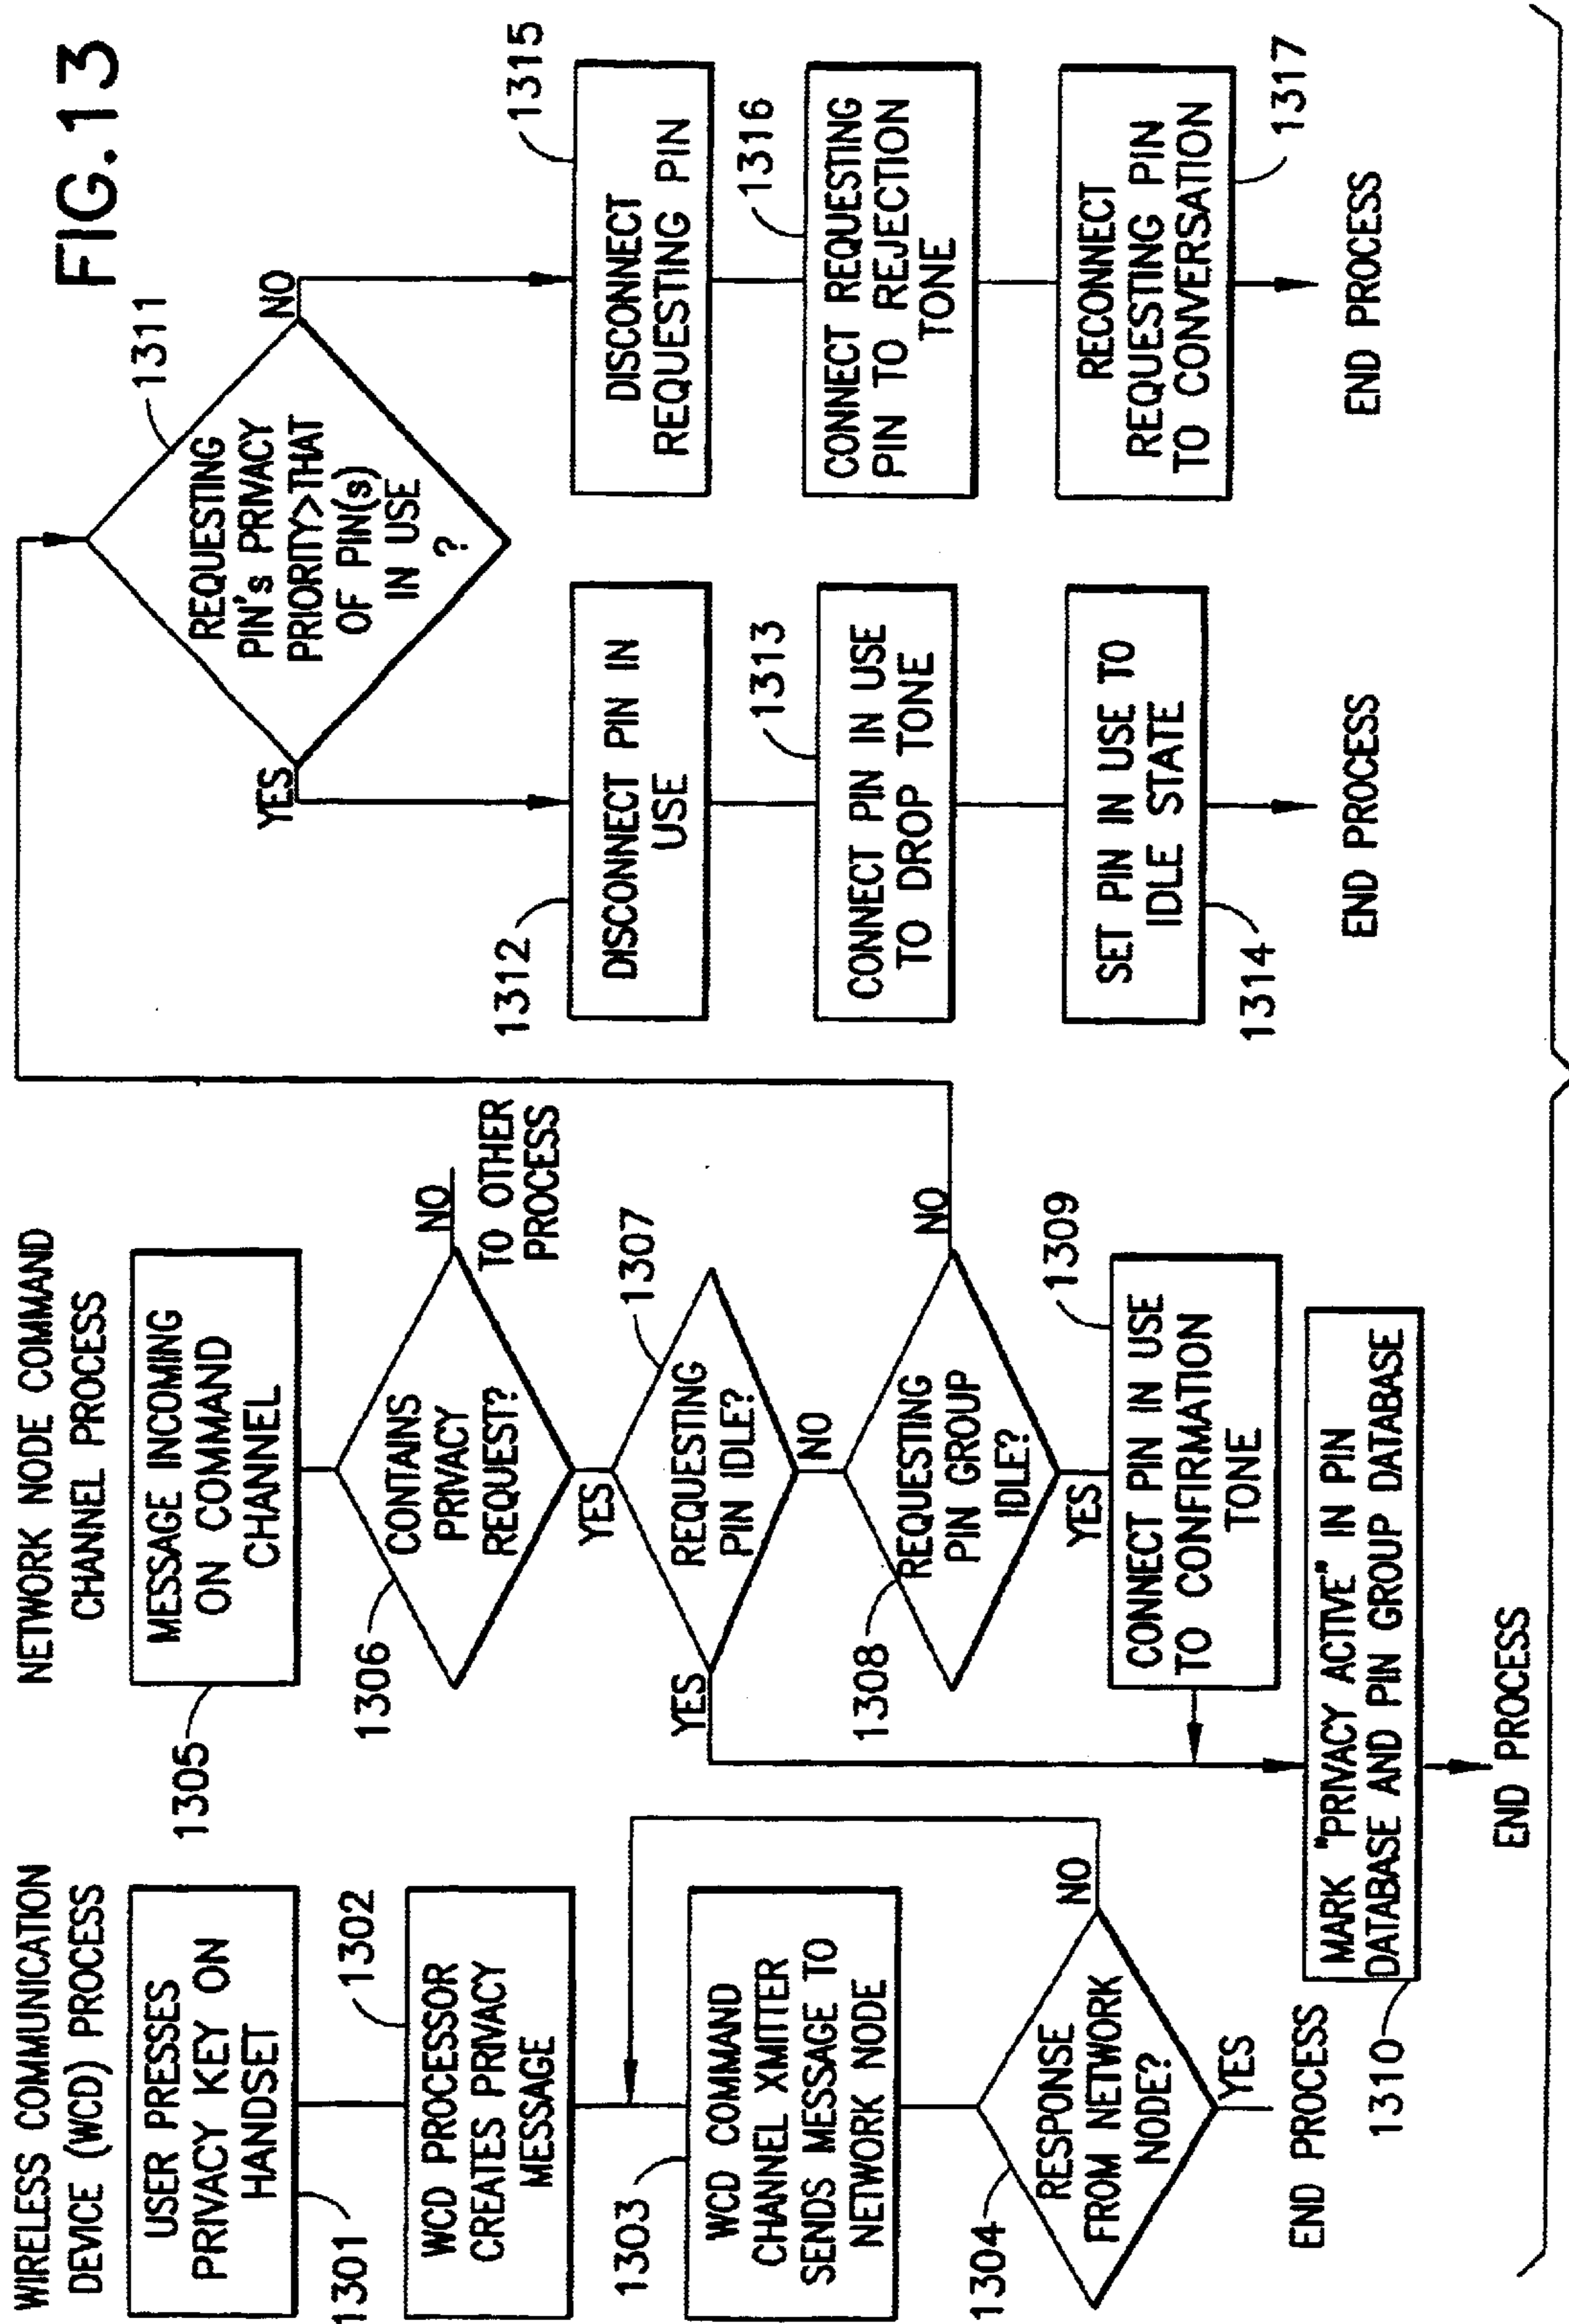 FIG.13
WIRELESS COMMUNICATION
DEVICE (WCD) PROCESS
USER PRESSES
PRIVACY KEY ON
HANDSET
1301
WCD PROCESSOR
CREATES PRIVACY
MESSAGE
1302
WCD COMMAND
CHANNEL XMITTER
SENDS MESSAGE TO
NETWORK NODE
1303
RESPONSE
FROM NETWORK
NODE?
1304
NO
YES
END PROCESS
NETWORK NODE COMMAND
CHANNEL PROCESS
MESSAGE INCOMING
ON COMMAND
CHANNEL
1305
CONTAINS
PRIVACY
REQUEST?
1306
NO
TO OTHER
PROCESS
YES
REQUESTING
PIN IDLE?
1307
YES
NO
REQUESTING
PIN GROUP
IDLE?
1308
NO
YES
CONNECT PIN IN USE
TO CONFIRMATION
TONE
1309
MARK "PRIVACY ACTIVE" IN PIN
DATABASE AND PIN GROUP DATABASE
1310
END PROCESS
REQUESTING
PIN's PRIVACY
PRIORITY>THAT
OF PIN(s)
IN USE
?
1311
YES
NO
DISCONNECT PIN IN
USE
1312
CONNECT PIN IN USE
TO DROP TONE
1313
SET PIN IN USE TO
IDLE STATE
1314
END PROCESS
DISCONNECT
REQUESTING PIN
1315
CONNECT REQUESTING
PIN TO REJECTION
TONE
1316
RECONNECT
REQUESTING PIN
TO CONVERSATION
1317
END PROCESS